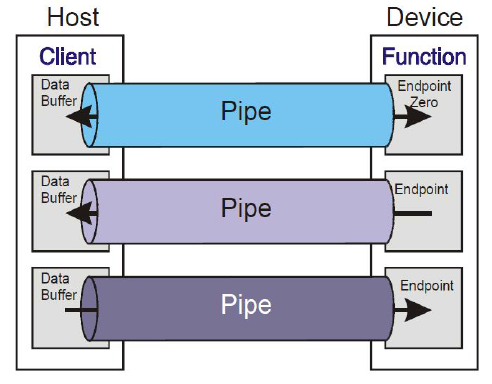 Host
Device
Client
Function
Data
Buffer
Pipe
Endpoint
Zero
Data
Buffer
Pipe
Endpoint
Data
Buffer
Pipe
Endpoint